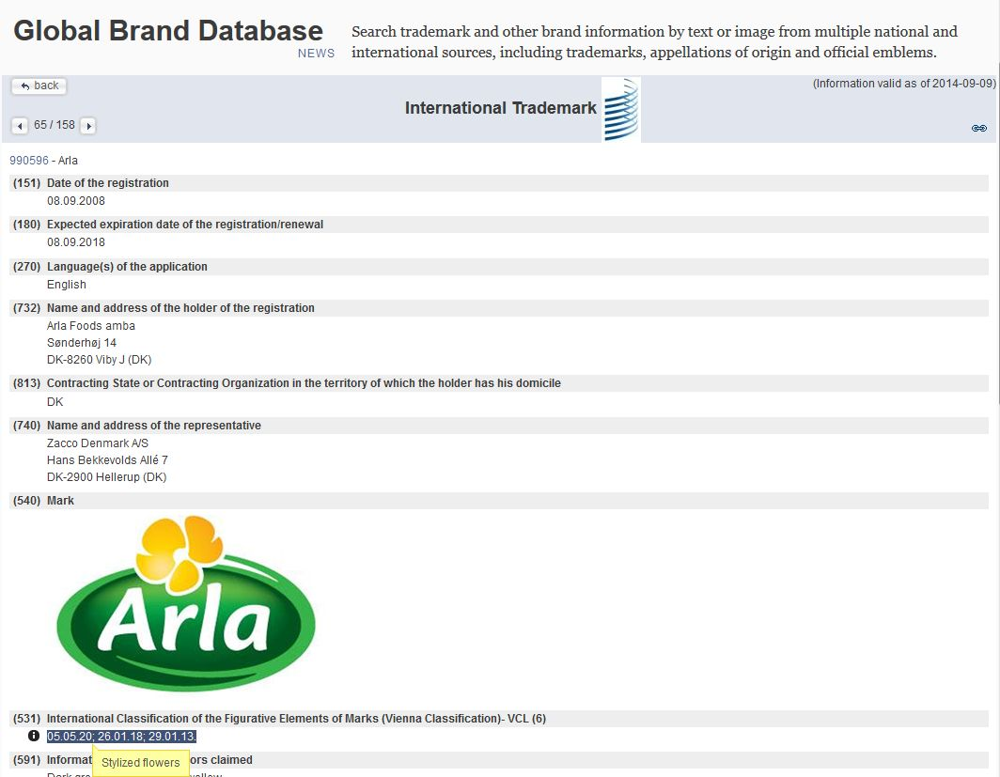 Global Brand Database
NEWS
Search trademark and other brand information by text or image from multiple national and
international sources, including trademarks, appellations of origin and official emblems.
back
(Information valid as of 2014-09-09)
International Trademark
65 / 158
990596 - Arla
(151) Date of the registration
08.09.2008
(180) Expected expiration date of the registration/renewal
08.09.2018
(270) Language(s) of the application
English
(732) Name and address of the holder of the registration
Arla Foods amba
Sønderhøj 14
DK-8260 Viby J (DK)
(813) Contracting State or Contracting Organization in the territory of which the holder has his domicile
DK
(740) Name and address of the representative
Zacco Denmark A/S
Hans Bekkevolds Allé 7
DK-2900 Hellerup (DK)
(540) Mark
Arla
(531) International Classification of the Figurative Elements of Marks (Vienna Classification)- VCL (6)
05.05.20; 26.01.18; 29.01.13.
(591) Informat ors claimed
Stylized flowers